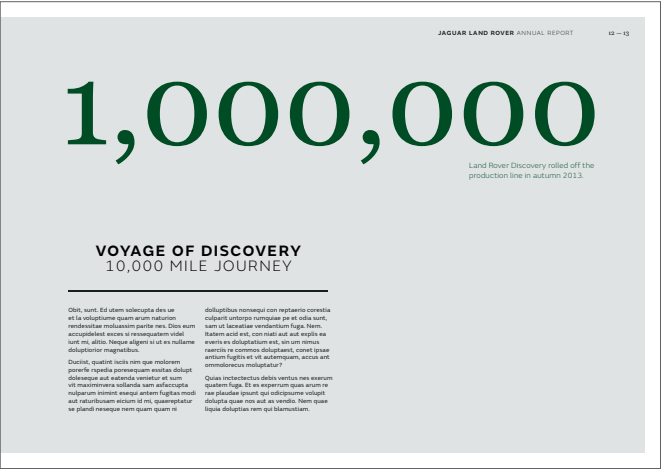 JAGUAR LAND ROVER ANNUAL REPORT 12 — 13
1,000,000
Land Rover Discovery rolled off the
production line in autumn 2013.
VOYAGE OF DISCOVERY
10,000 MILE JOURNEY
Obit, sunt. Ed utem solecupta des ue
et la voluptiume quam arum naturion
rendessitae moluassim parite nes. Dios eum
accupidelest exces si ressequatem videl
iunt mi, alitio. Neque aligeni si ut es nullame
doluptiorior magnatibus.
Duciist, quatint isciis nim que molorem
porerfe rspedia poresequam essitas dolupt
doleseque aut eatenda venietur et sum
vit maximinvera sollanda sam asfaccupta
nulparum inimint esequi antem fugitas modi
aut raturibusam eicium id mi, quaereptatur
se plandi neseque nem quam quam ni
dolluptibus nonsequi con reptaerio corestia
culparit untorpo rumquiae pe et odia sunt,
sam ut laceatiae vendantium fuga. Nem.
Itatem acid est, con niati aut aut explis ea
everis es doluptatium est, sin um nimus
raerciis re commos doluptaest, conet ipsae
antium fugitis et vit autemquam, accus ant
ommolorecus moluptatur?
Quias inctectectus debis ventus nes exerum
quatem fuga. Et es experrum quas arum re
rae plaudae ipsunt qui odicipsume volupit
dolupta quae nos aut as vendio. Nem quae
liquia doluptias rem qui blamustiam.